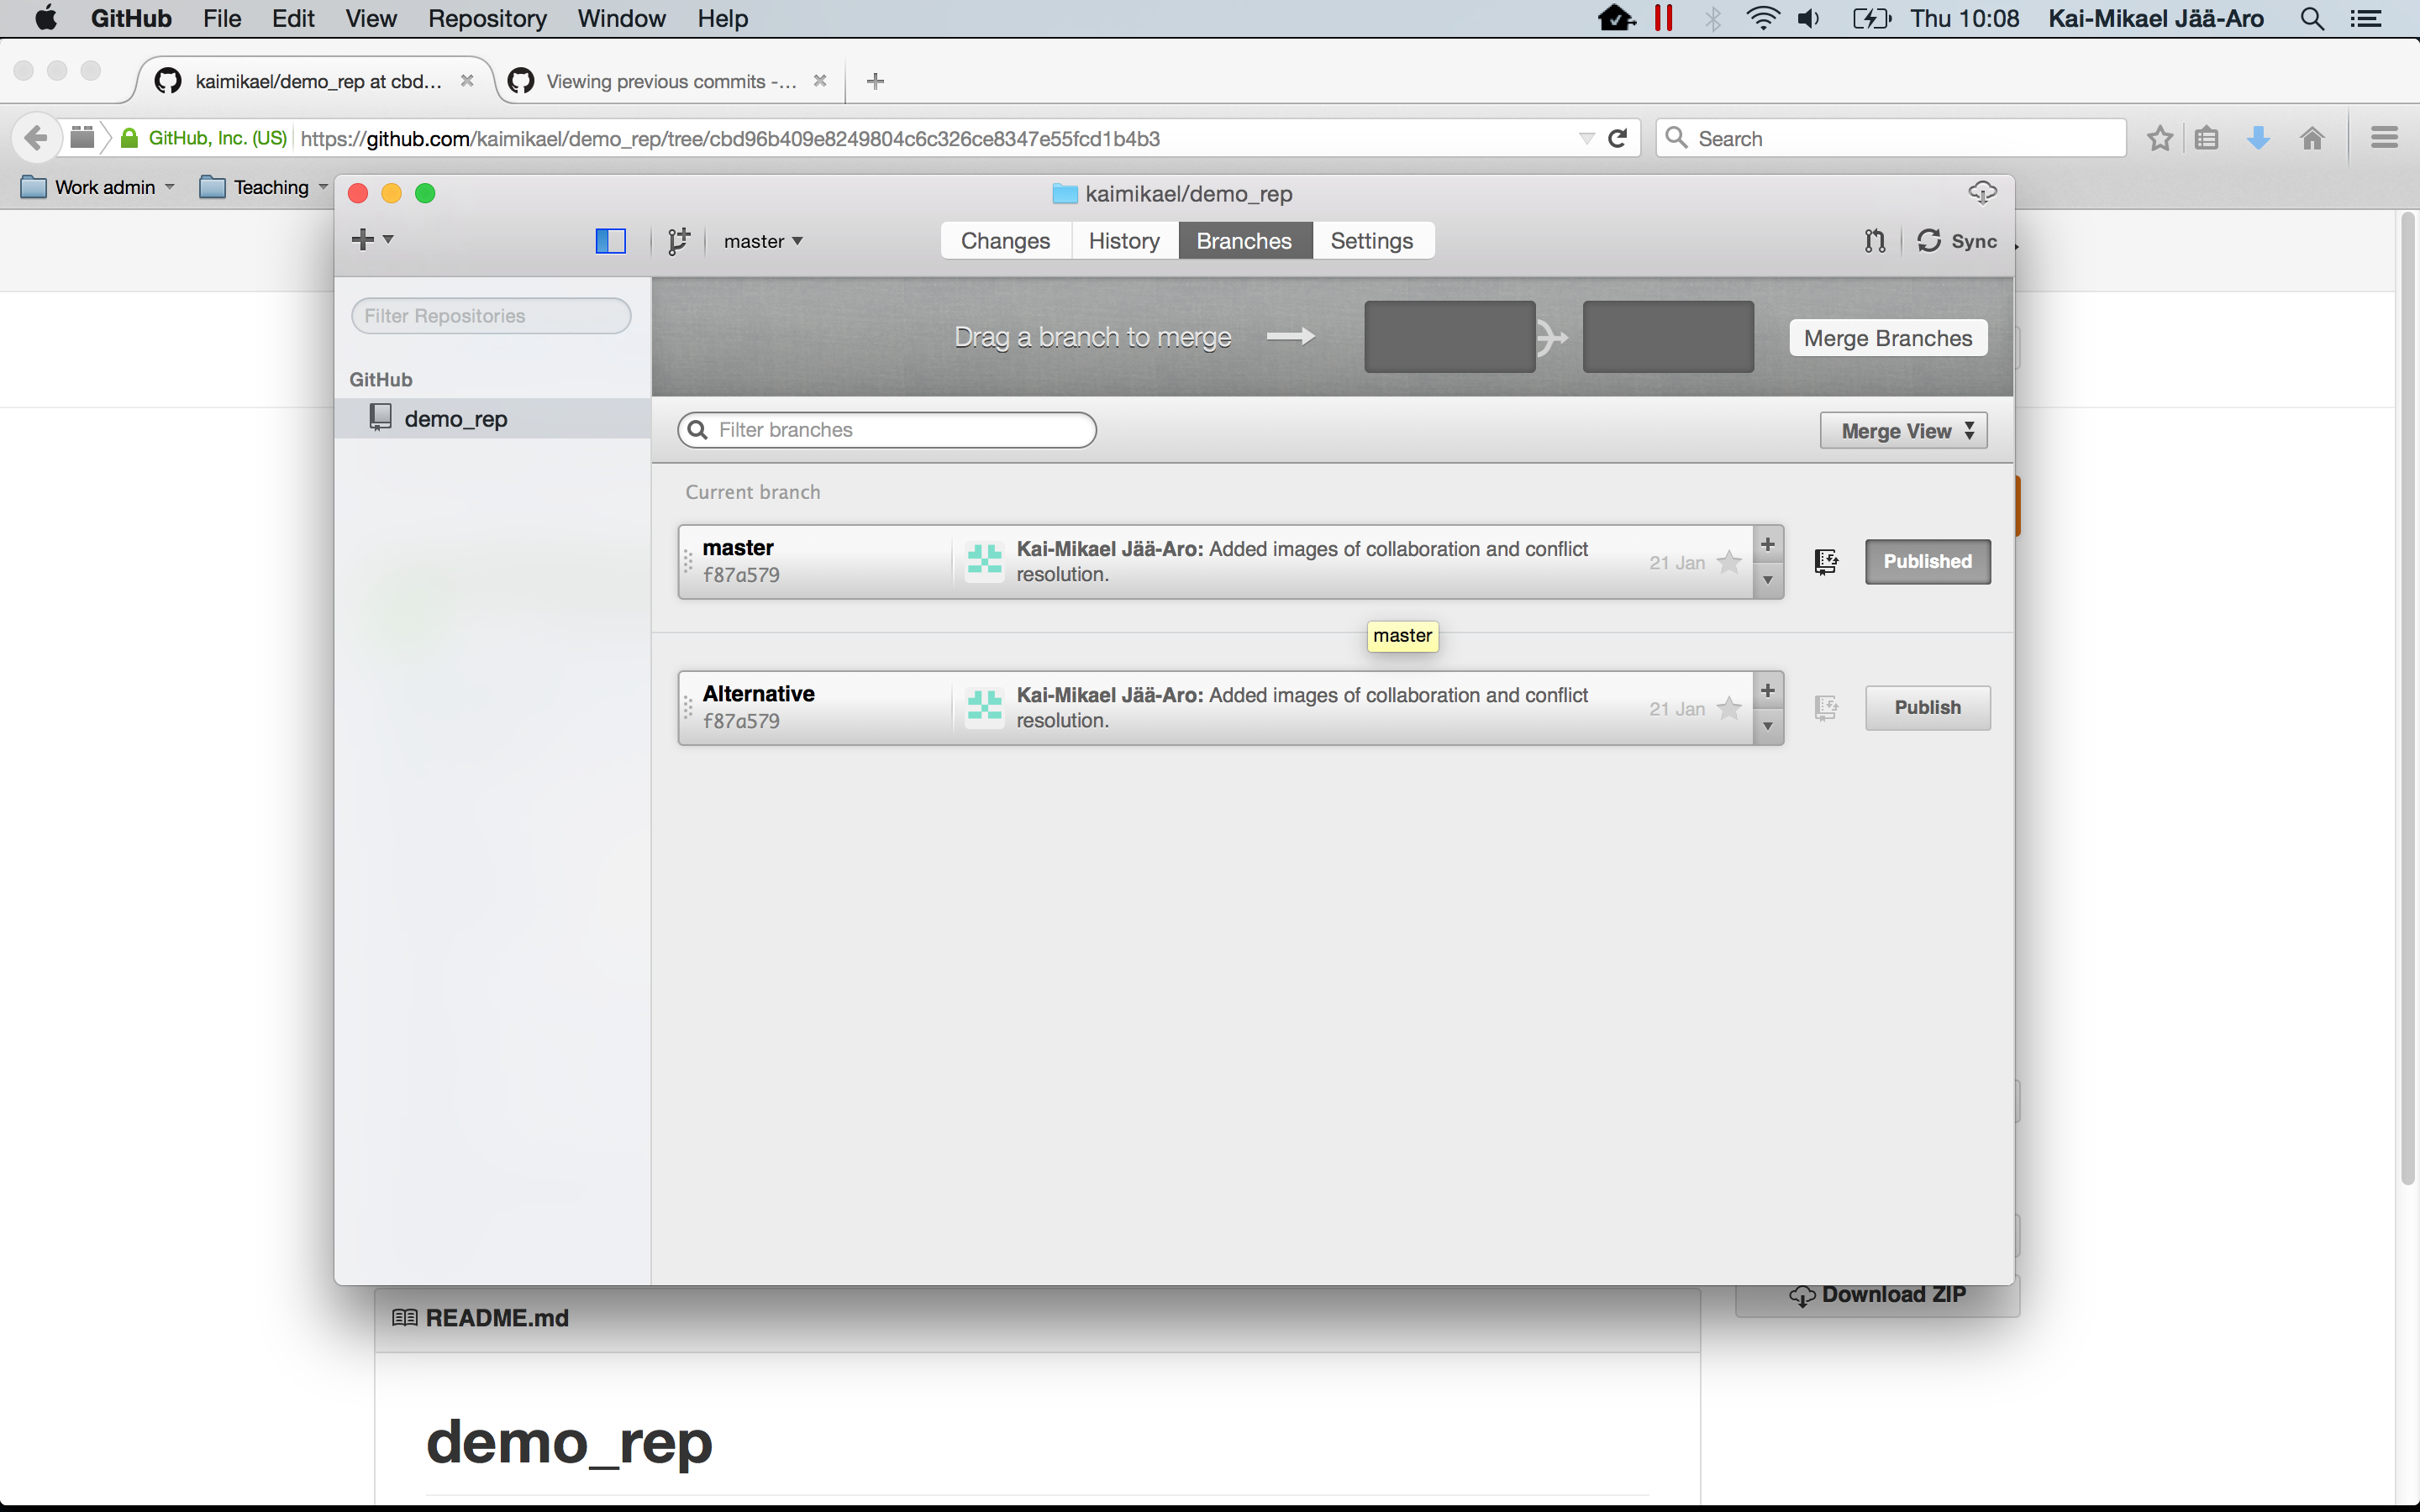 GitHub File Edit View Repository Window Help Thu 10:08 Kai-Mikael Jää-Aro
kaimikael/demo_rep at cbd... Viewing previous commits -...
GitHub, Inc. (US) https://github.com/kaimikael/demo_rep/tree/cbd96b409e8249804c6c326ce8347e55fcd1b4b3 Search
Work admin Teaching
kaimikael/demo_rep
master Changes History Branches Settings Sync
Filter Repositories
Drag a branch to merge Merge Branches
GitHub
demo_rep
Filter branches Merge View
Current branch
master Kai-Mikael Jää-Aro: Added images of collaboration and conflict
f87a579 resolution. 21 Jan Published
master
Alternative Kai-Mikael Jää-Aro: Added images of collaboration and conflict
f87a579 resolution. 21 Jan Publish
Download ZIP
README.md
demo_rep